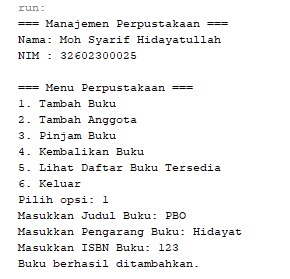 run:
=== Manajemen Perpustakaan ===
Nama: Moh Syarif Hidayatullah
NIM : 32602300025

=== Menu Perpustakaan ===
1. Tambah Buku
2. Tambah Anggota
3. Pinjam Buku
4. Kembalikan Buku
5. Lihat Daftar Buku Tersedia
6. Keluar
Pilih opsi: 1
Masukkan Judul Buku: PBO
Masukkan Pengarang Buku: Hidayat
Masukkan ISBN Buku: 123
Buku berhasil ditambahkan.